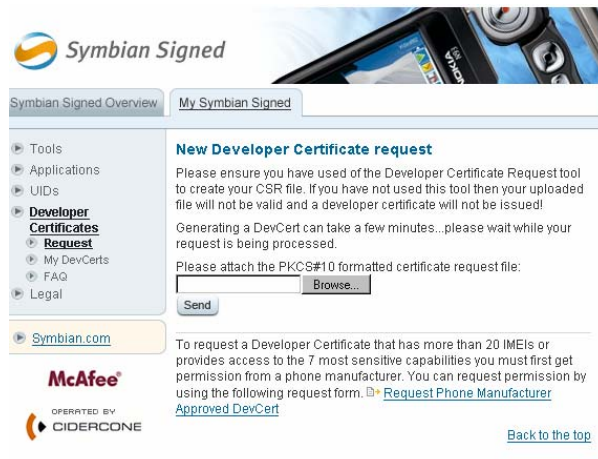 Symbian Signed
NOKIA
N93
Symbian Signed Overview
My Symbian Signed
Tools
Applications
UIDs
Developer
Certificates
Request
My DevCerts
FAQ
Legal
Symbian.com
McAfee®
OPERATED BY
CIDERCONE
New Developer Certificate request
Please ensure you have used of the Developer Certificate Request tool
to create your CSR file. If you have not used this tool then your uploaded
file will not be valid and a developer certificate will not be issued!
Generating a DevCert can take a few minutes...please wait while your
request is being processed.
Please attach the PKCS#10 formatted certificate request file:
Browse...
Send
To request a Developer Certificate that has more than 20 IMEIs or
provides access to the 7 most sensitive capabilities you must first get
permission from a phone manufacturer. You can request permission by
using the following request form. Request Phone Manufacturer
Approved DevCert
Back to the top